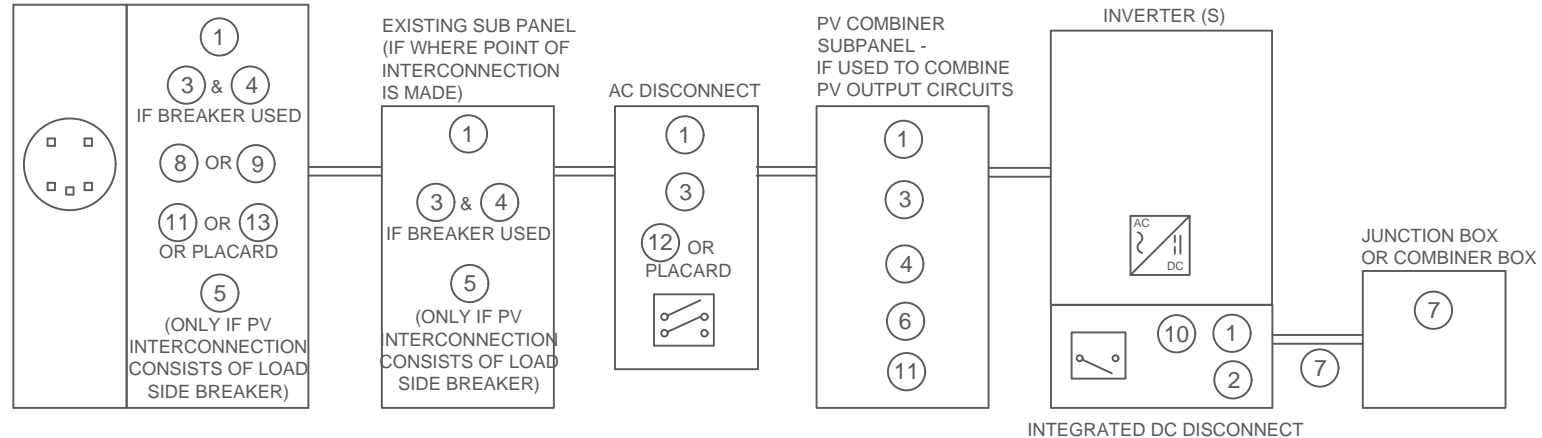 1
3 & 4
IF BREAKER USED
8 OR 9
11 OR 13
OR PLACARD
5
(ONLY IF PV
INTERCONNECTION
CONSISTS OF LOAD
SIDE BREAKER)
EXISTING SUB PANEL
(IF WHERE POINT OF
INTERCONNECTION
IS MADE)
1
3 & 4
IF BREAKER USED
5
(ONLY IF PV
INTERCONNECTION
CONSISTS OF LOAD
SIDE BREAKER)
AC DISCONNECT
1
3
12 OR
PLACARD
PV COMBINER
SUBPANEL -
IF USED TO COMBINE
PV OUTPUT CIRCUITS
1
3
4
6
11
INVERTER (S)
AC
DC
10 1
2
INTEGRATED DC DISCONNECT
7
JUNCTION BOX
OR COMBINER BOX
7